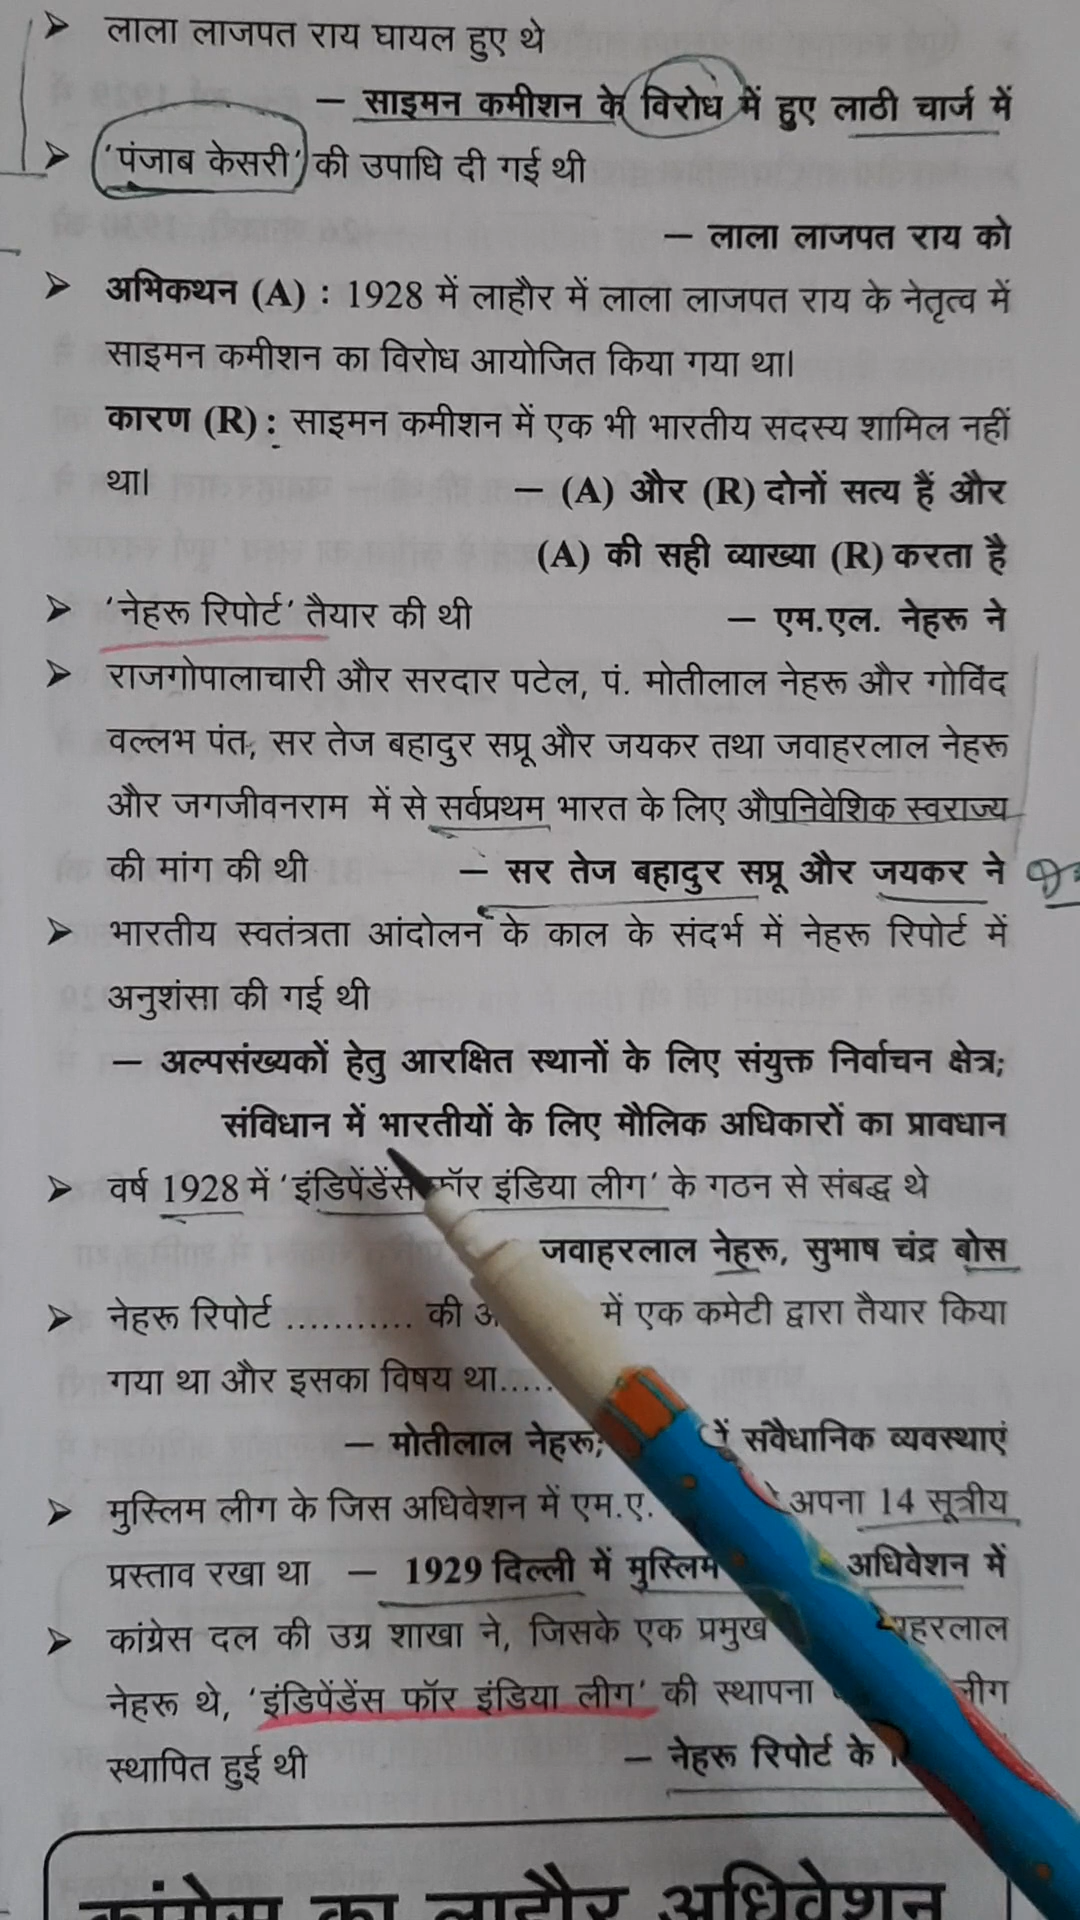 ➤ लाला लाजपत राय घायल हुए थे
— साइमन कमीशन के विरोध में हुए लाठी चार्ज में
➤ 'पंजाब केसरी' की उपाधि दी गई थी
— लाला लाजपत राय को
➤ अभिकथन (A) : 1928 में लाहौर में लाला लाजपत राय के नेतृत्व में
साइमन कमीशन का विरोध आयोजित किया गया था।
कारण (R) : साइमन कमीशन में एक भी भारतीय सदस्य शामिल नहीं
था। — (A) और (R) दोनों सत्य हैं और
(A) की सही व्याख्या (R) करता है
➤ 'नेहरू रिपोर्ट' तैयार की थी — एम.एल. नेहरू ने
➤ राजगोपालाचारी और सरदार पटेल, पं. मोतीलाल नेहरू और गोविंद
वल्लभ पंत, सर तेज बहादुर सप्रू और जयकर तथा जवाहरलाल नेहरू
और जगजीवनराम में से सर्वप्रथम भारत के लिए औपनिवेशिक स्वराज्य
की मांग की थी — सर तेज बहादुर सप्रू और जयकर ने
➤ भारतीय स्वतंत्रता आंदोलन के काल के संदर्भ में नेहरू रिपोर्ट में
अनुशंसा की गई थी
— अल्पसंख्यकों हेतु आरक्षित स्थानों के लिए संयुक्त निर्वाचन क्षेत्र;
संविधान में भारतीयों के लिए मौलिक अधिकारों का प्रावधान
➤ वर्ष 1928 में 'इंडिपेंडेंस फॉर इंडिया लीग' के गठन से संबद्ध थे
जवाहरलाल नेहरू, सुभाष चंद्र बोस
➤ नेहरू रिपोर्ट ............ की में एक कमेटी द्वारा तैयार किया
गया था और इसका विषय था.....
— मोतीलाल नेहरू; में संवैधानिक व्यवस्थाएं
➤ मुस्लिम लीग के जिस अधिवेशन में एम.ए. अपना 14 सूत्रीय
प्रस्ताव रखा था — 1929 दिल्ली में मुस्लिम अधिवेशन में
➤ कांग्रेस दल की उग्र शाखा ने, जिसके एक प्रमुख
नेहरू थे, 'इंडिपेंडेंस फॉर इंडिया लीग' की स्थापना लीग
स्थापित हुई थी — नेहरू रिपोर्ट के
कांग्रेस का लाहौर अधिवेशन